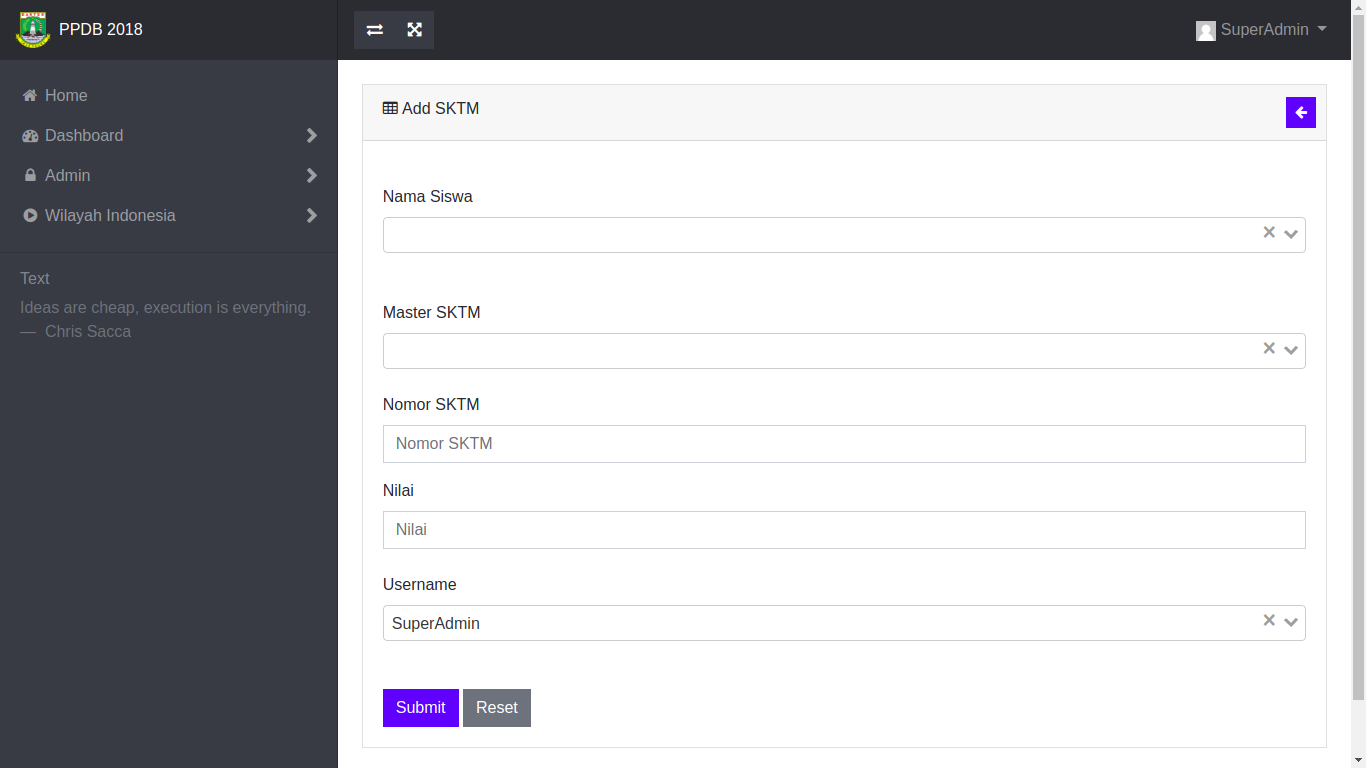 PPDB 2018
SuperAdmin
Home
Dashboard
Admin
Wilayah Indonesia
Text
Ideas are cheap, execution is everything.
— Chris Sacca
Add SKTM
Nama Siswa
Master SKTM
Nomor SKTM
Nomor SKTM
Nilai
Nilai
Username
SuperAdmin
Submit Reset